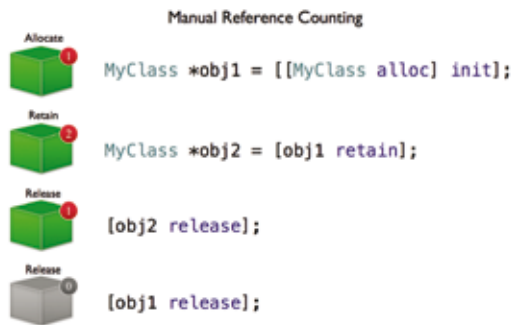 Manual Reference Counting
Allocate
1
MyClass *obj1 = [[MyClass alloc] init];
Retain
2
MyClass *obj2 = [obj1 retain];
Release
1
[obj2 release];
Release
0
[obj1 release];